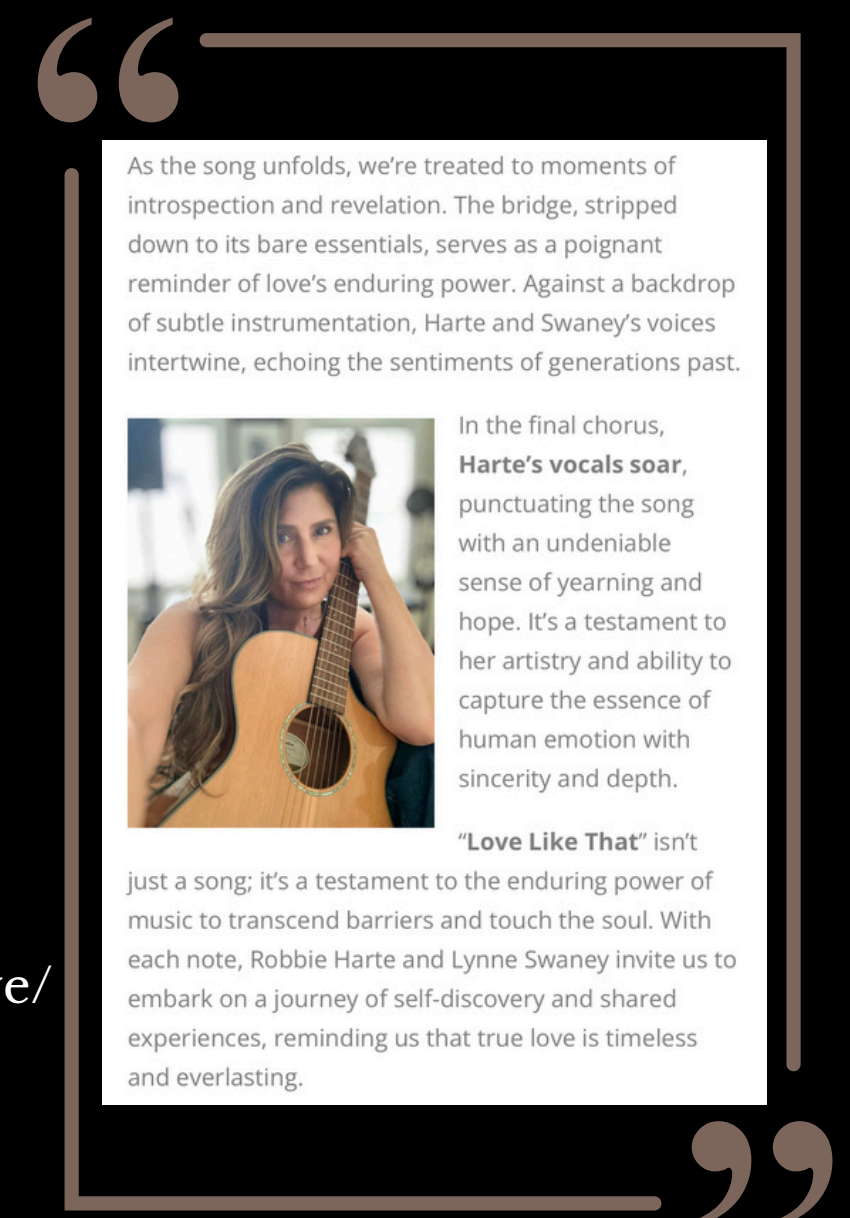 As the song unfolds, we’re treated to moments of
introspection and revelation. The bridge, stripped
down to its bare essentials, serves as a poignant
reminder of love’s enduring power. Against a backdrop
of subtle instrumentation, Harte and Swaney’s voices
intertwine, echoing the sentiments of generations past.
In the final chorus,
Harte’s vocals soar,
punctuating the song
with an undeniable
sense of yearning and
hope. It’s a testament to
her artistry and ability to
capture the essence of
human emotion with
sincerity and depth.
“Love Like That” isn’t
just a song; it’s a testament to the enduring power of
music to transcend barriers and touch the soul. With
each note, Robbie Harte and Lynne Swaney invite us to
embark on a journey of self-discovery and shared
experiences, reminding us that true love is timeless
and everlasting.